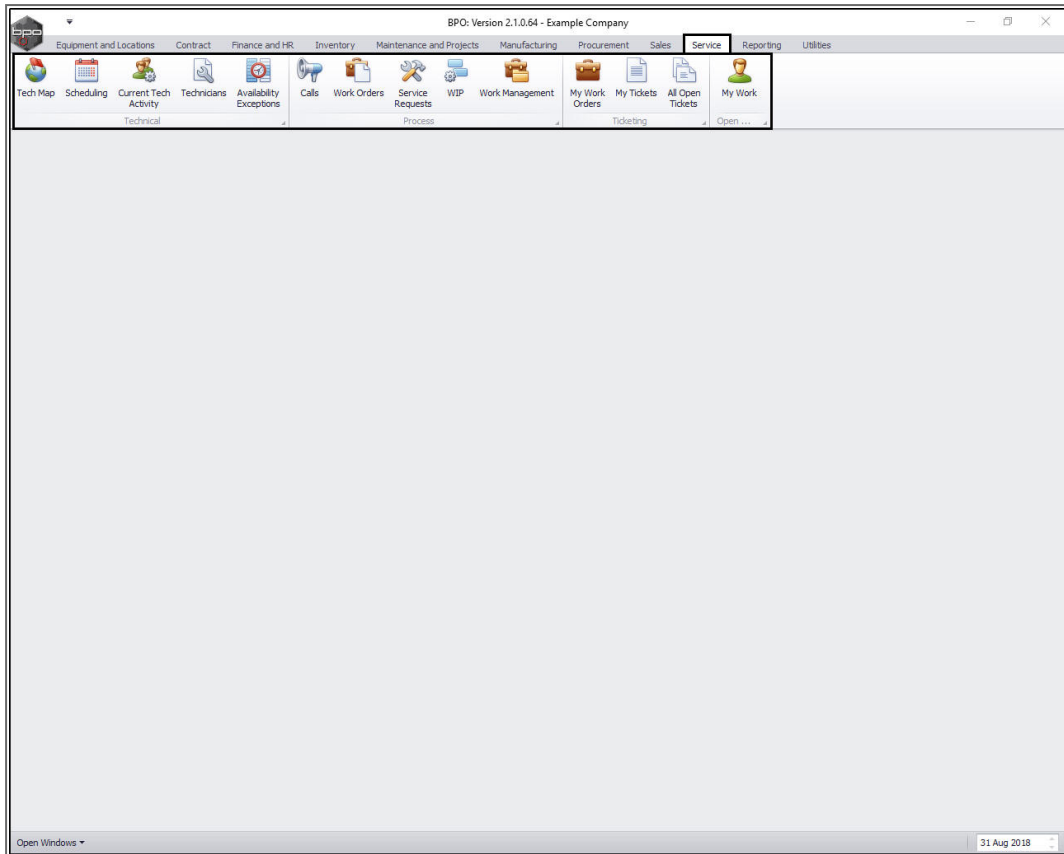 BPO: Version 2.1.0.64 - Example Company
bpo
Equipment and Locations Contract Finance and HR Inventory Maintenance and Projects Manufacturing Procurement Sales Service Reporting Utilities
Tech Map Scheduling Current Tech Activity Technicians Availability Exceptions Calls Work Orders Service Requests WIP Work Management My Work Orders My Tickets All Open Tickets My Work
Technical Process Ticketing Open ...
Open Windows 31 Aug 2018